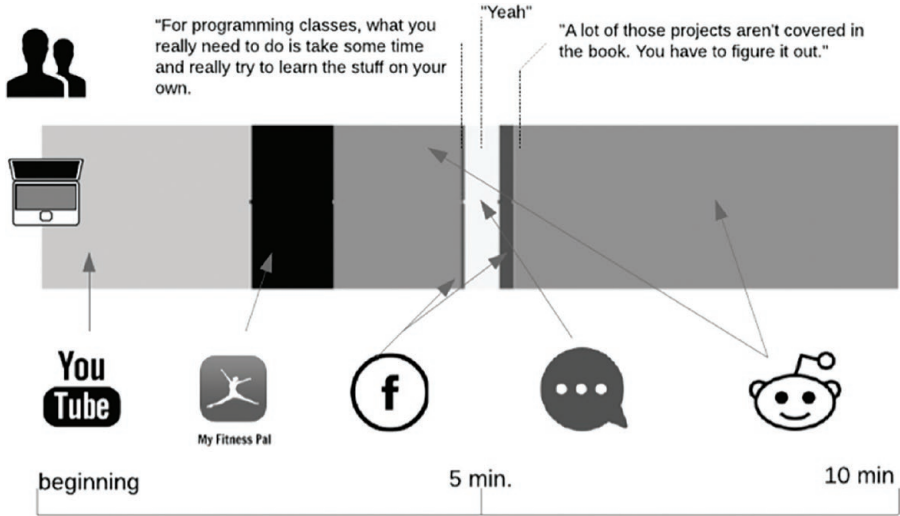 "For programming classes, what you
really need to do is take some time
and really try to learn the stuff on your
own.
"Yeah"
"A lot of those projects aren't covered in
the book. You have to figure it out."
You
Tube
My Fitness Pal
f
beginning
5 min.
10 min